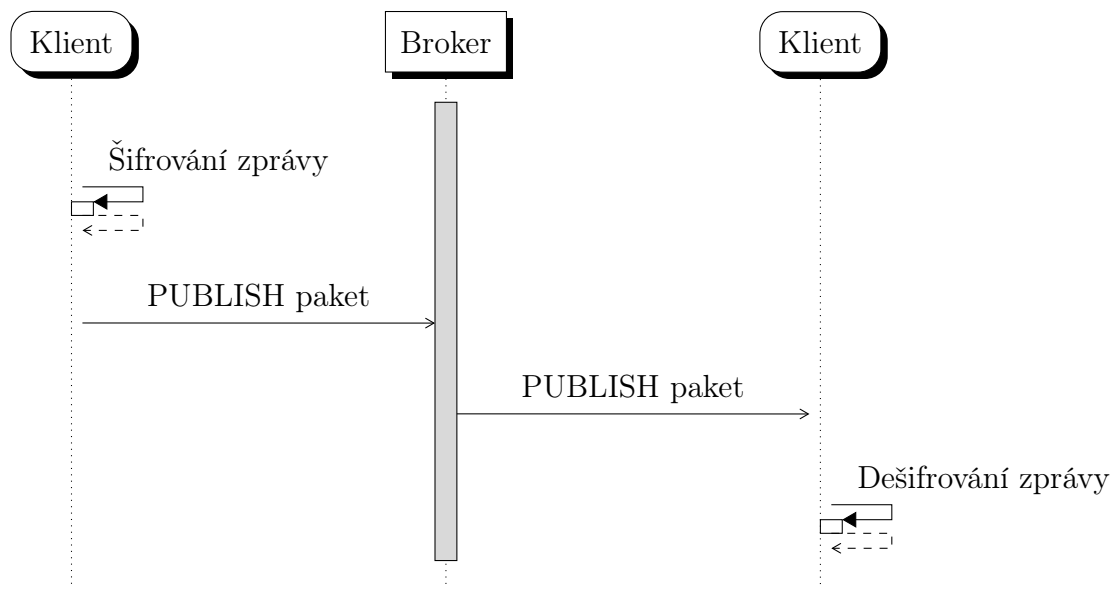 Klient
Broker
Klient
Šifrování zprávy
PUBLISH paket
PUBLISH paket
Dešifrování zprávy